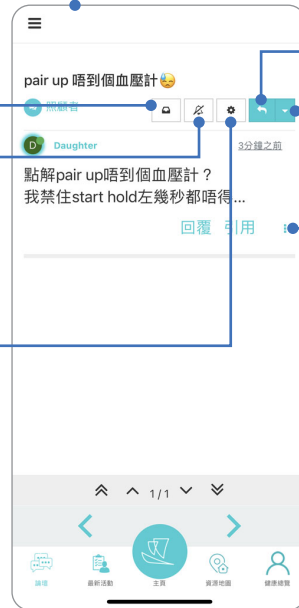 pair up 唔到個血壓計😓
照顧者
D
Daughter
3分鐘之前
點解pair up唔到個血壓計？
我禁住start hold左幾秒都唔得...
回覆 引用
1/1
論壇
最新活動
主頁
資源地圖
健康總覽